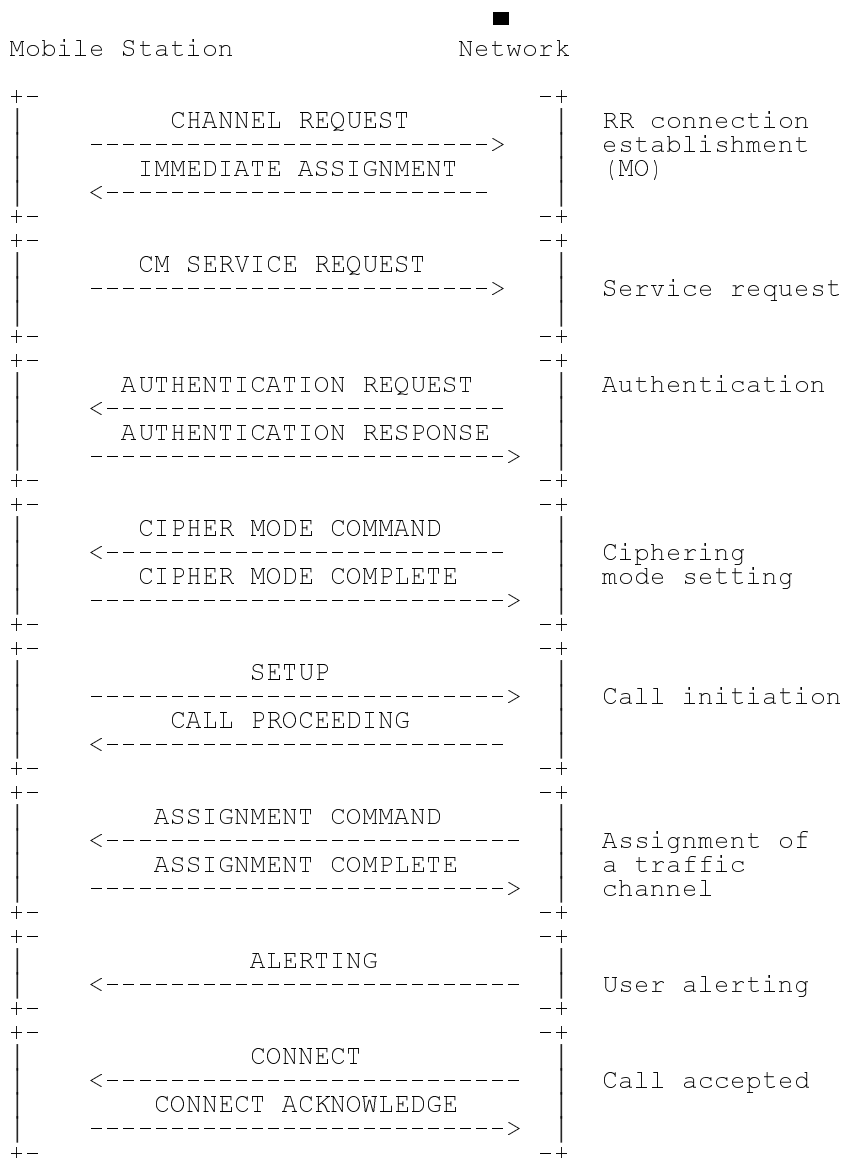 Mobile Station Network
CHANNEL REQUEST RR connection
establishment
IMMEDIATE ASSIGNMENT (MO)
CM SERVICE REQUEST
Service request
AUTHENTICATION REQUEST Authentication
AUTHENTICATION RESPONSE
CIPHER MODE COMMAND
Ciphering
CIPHER MODE COMPLETE mode setting
SETUP
Call initiation
CALL PROCEEDING
ASSIGNMENT COMMAND
Assignment of
ASSIGNMENT COMPLETE a traffic
channel
ALERTING
User alerting
CONNECT
Call accepted
CONNECT ACKNOWLEDGE